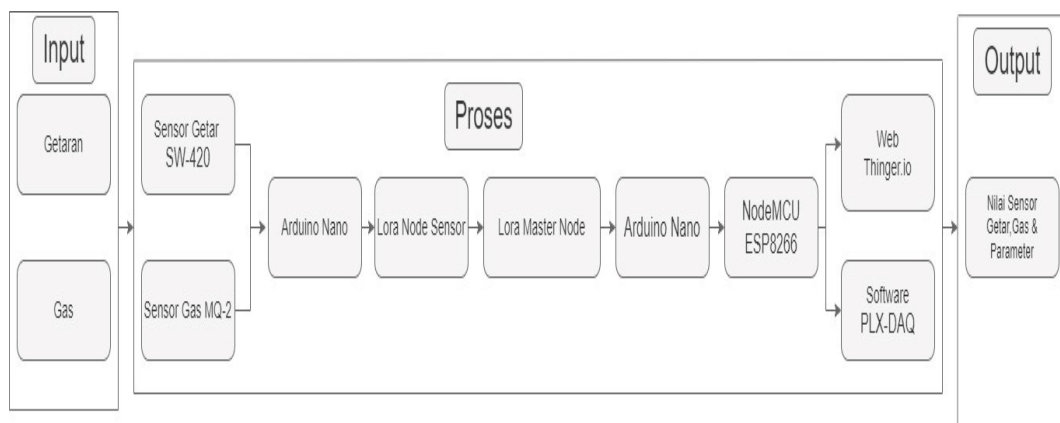 Input
Getaran
Gas
Proses
Sensor Getar
SW-420
Sensor Gas MQ-2
Arduino Nano
Lora Node Sensor
Lora Master Node
Arduino Nano
NodeMCU
ESP8266
Web
Thinger.io
Software
PLX-DAQ
Output
Nilai Sensor
Getar,Gas &
Parameter